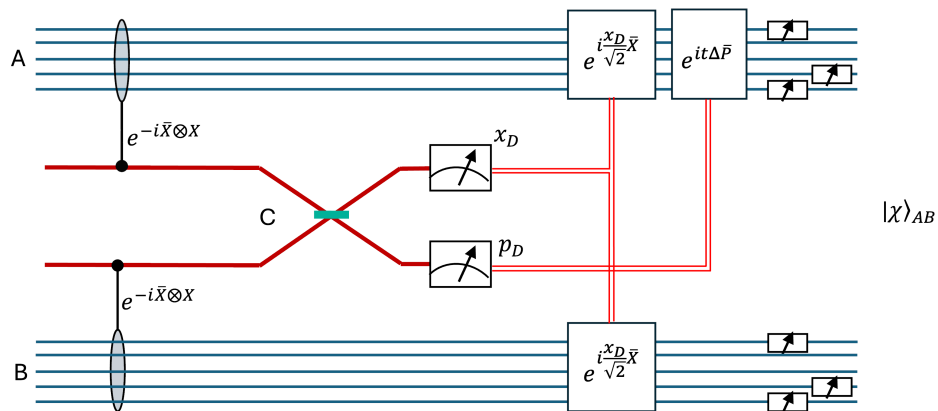 A
$e^{i\frac{x_D}{\sqrt{2}}\bar{X}}$
$e^{it\Delta\bar{P}}$
$e^{-i\bar{X}\otimes X}$
$x_D$
C
$|\chi\rangle_{AB}$
$p_D$
$e^{-i\bar{X}\otimes X}$
B
$e^{i\frac{x_D}{\sqrt{2}}\bar{X}}$